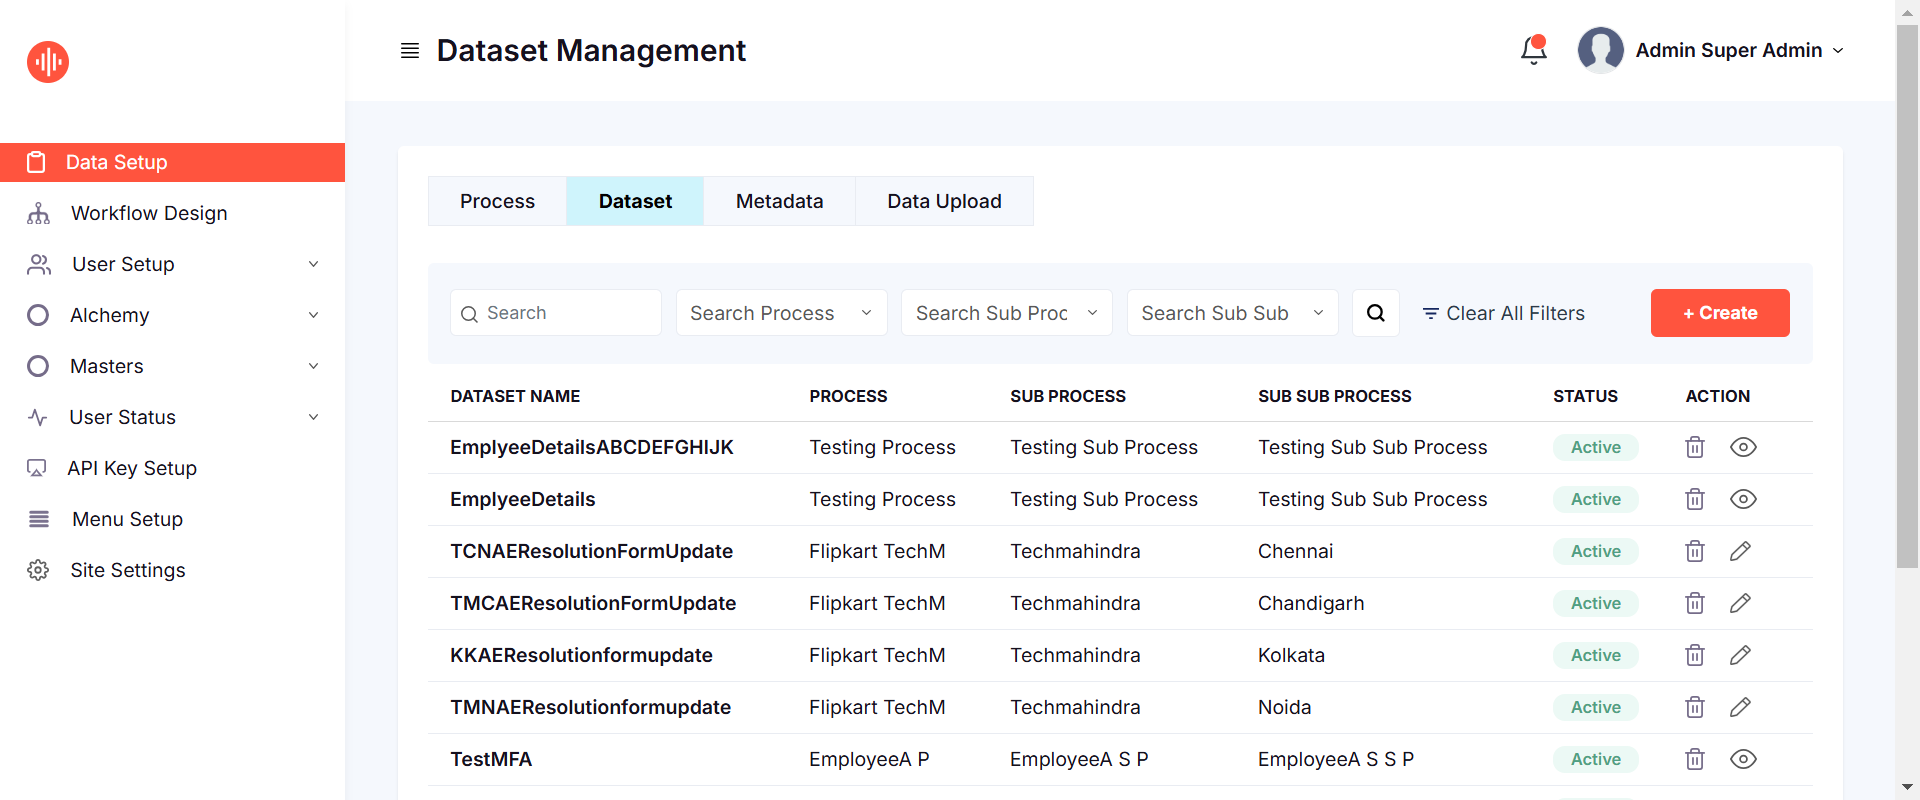 Dataset Management
Admin Super Admin
Data Setup
Workflow Design
User Setup
Alchemy
Masters
User Status
API Key Setup
Menu Setup
Site Settings
Process Dataset Metadata Data Upload
Search Search Process Search Sub Proc Search Sub Sub Clear All Filters + Create
DATASET NAME PROCESS SUB PROCESS SUB SUB PROCESS STATUS ACTION
EmplyeeDetailsABCDEFGHIJK Testing Process Testing Sub Process Testing Sub Sub Process Active
EmplyeeDetails Testing Process Testing Sub Process Testing Sub Sub Process Active
TCNAEResolutionFormUpdate Flipkart TechM Techmahindra Chennai Active
TMCAEResolutionFormUpdate Flipkart TechM Techmahindra Chandigarh Active
KKAEResolutionformupdate Flipkart TechM Techmahindra Kolkata Active
TMNAEResolutionformupdate Flipkart TechM Techmahindra Noida Active
TestMFA EmployeeA P EmployeeA S P EmployeeA S S P Active